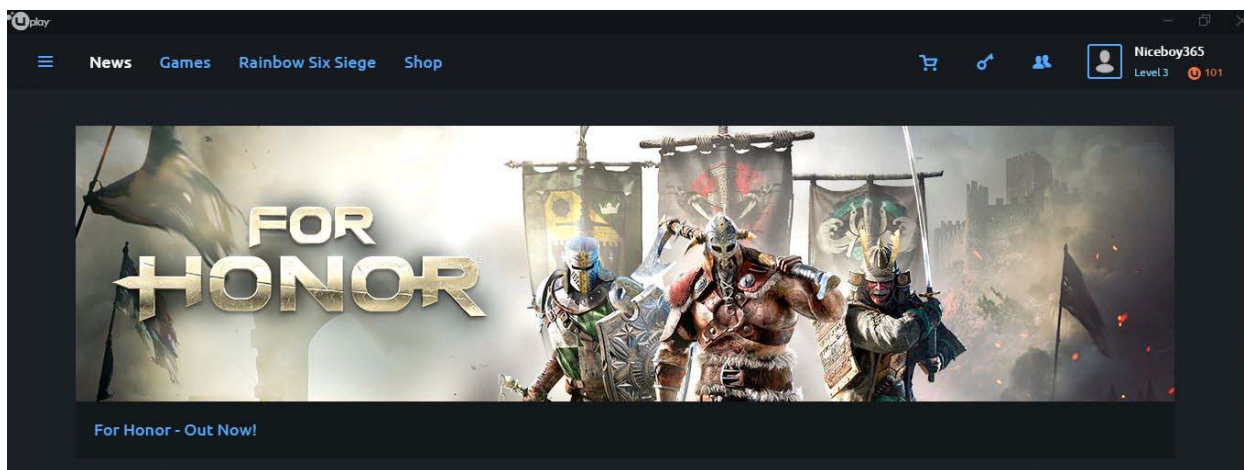 Uplay
News Games Rainbow Six Siege Shop
Niceboy365
Level 3 101
FOR
HONOR
For Honor - Out Now!